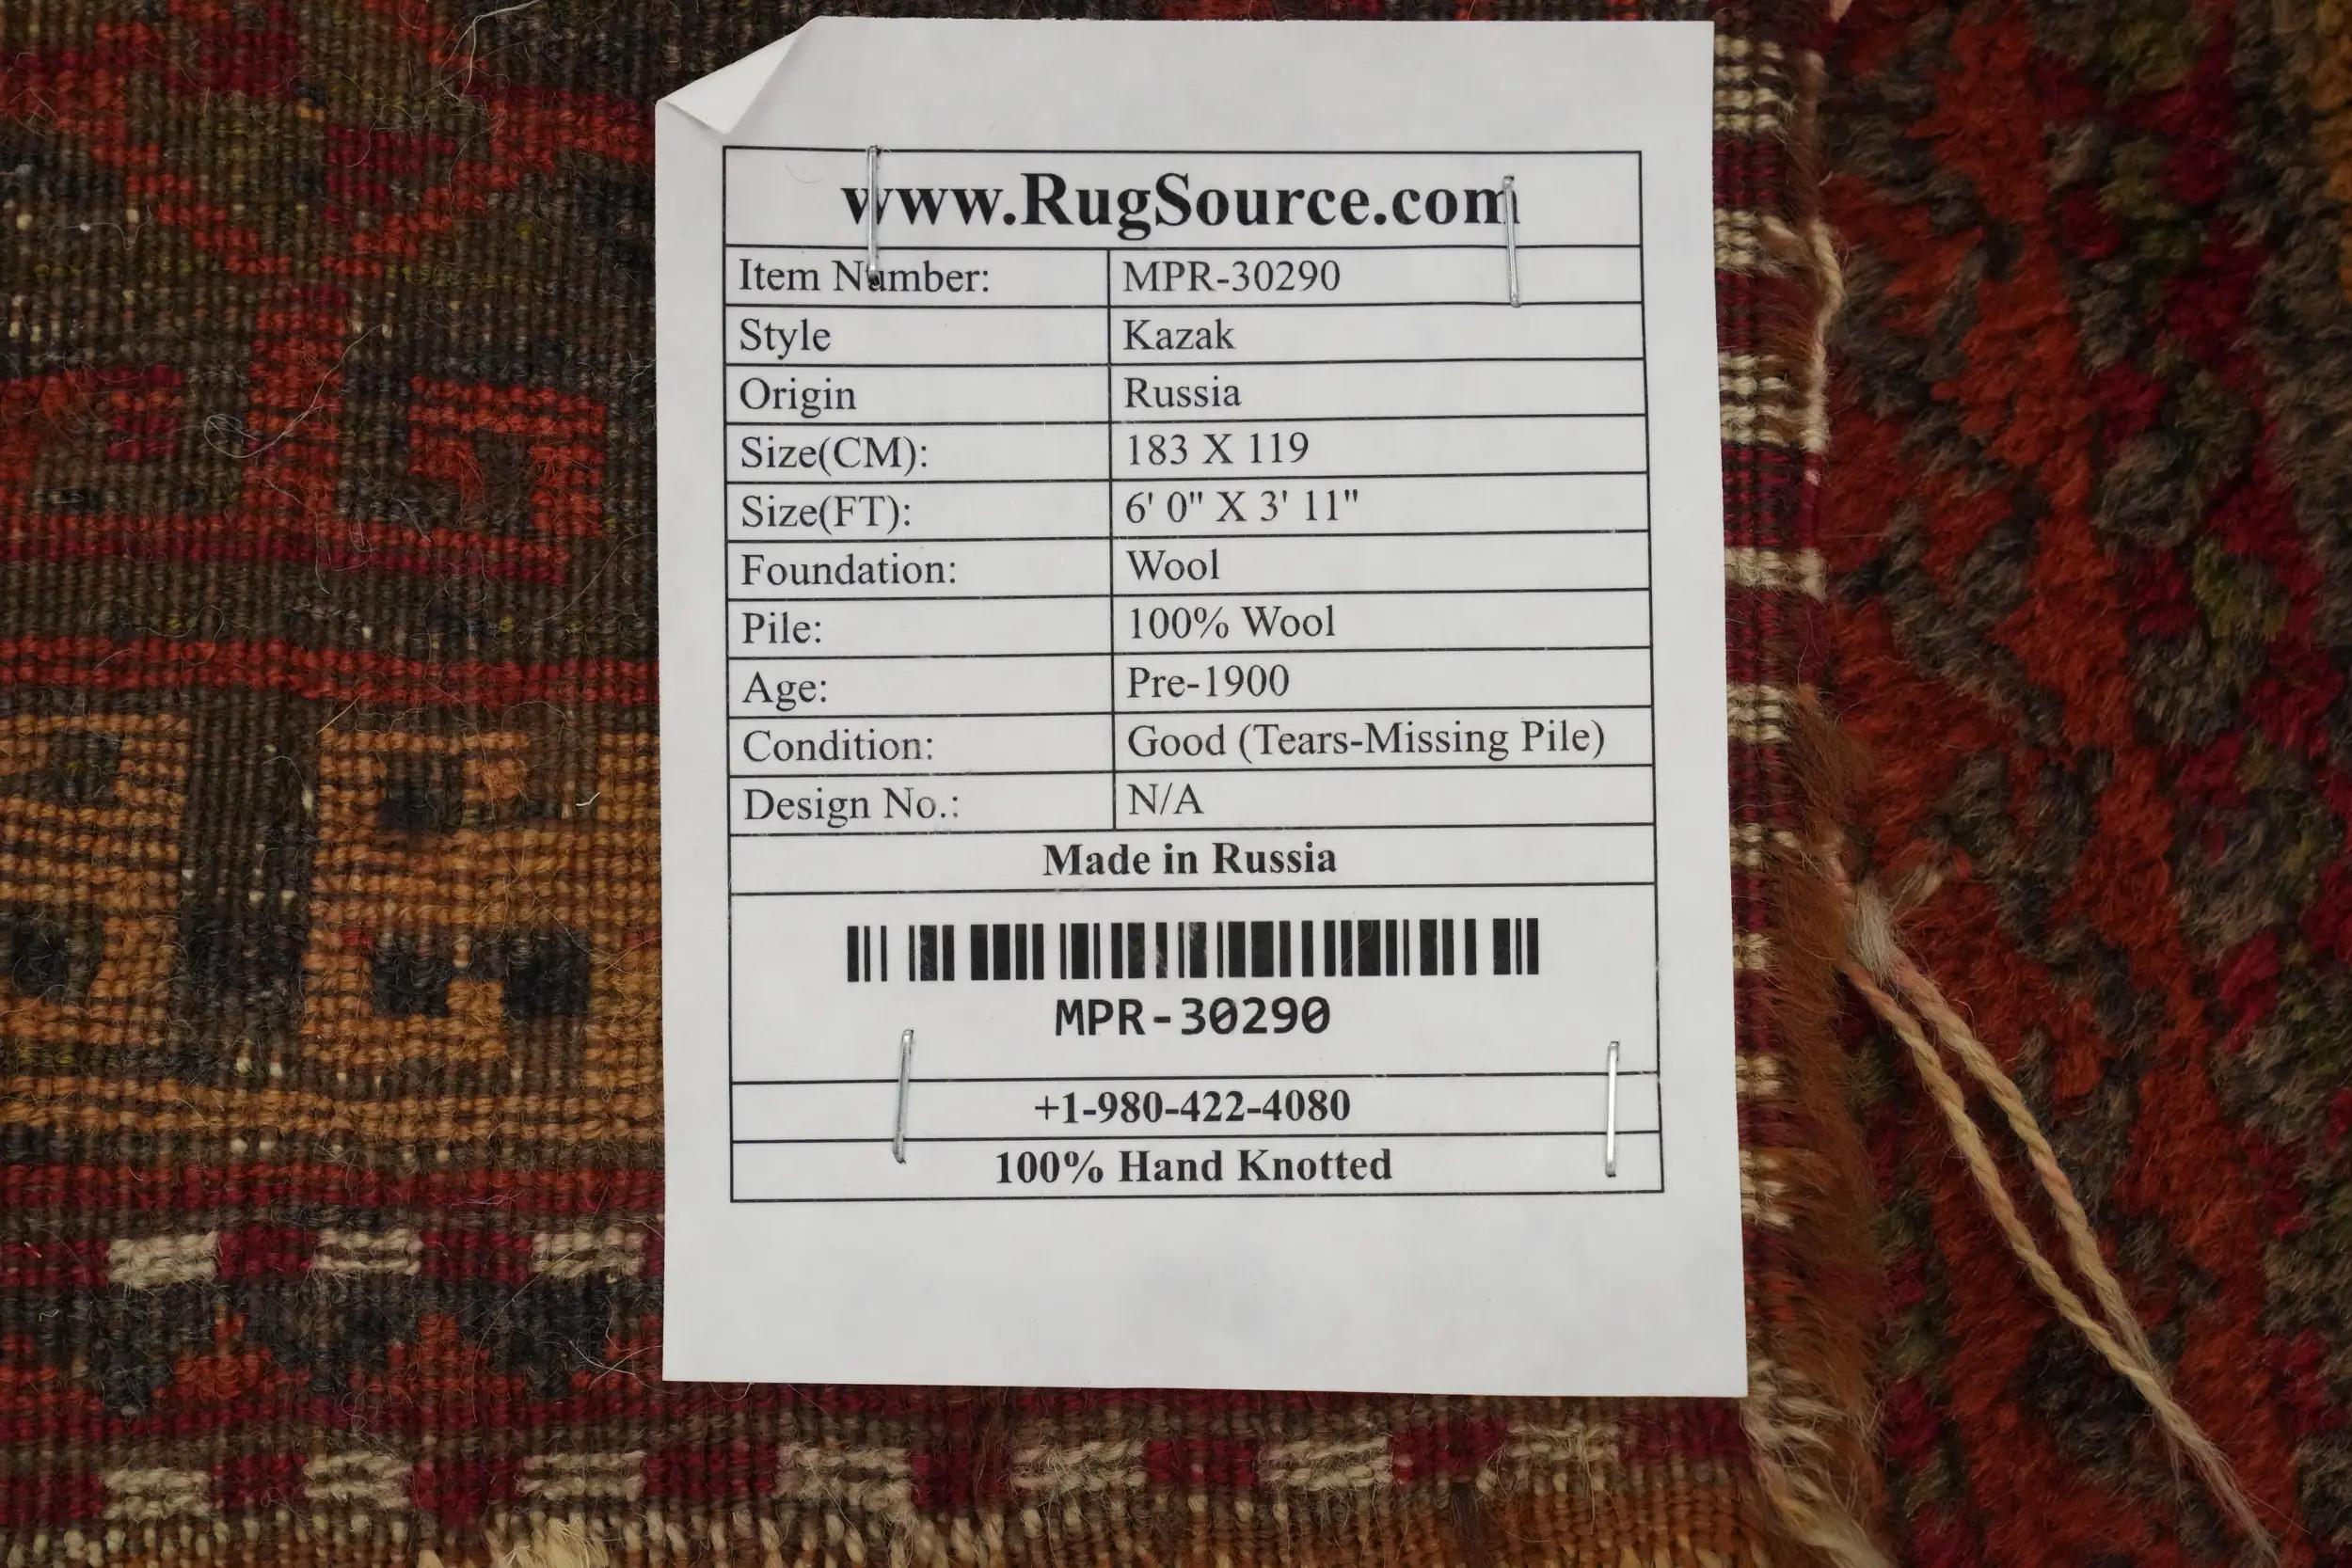 www.RugSource.com
Item Number: MPR-30290
Style Kazak
Origin Russia
Size(CM): 183 X 119
Size(FT): 6' 0" X 3' 11"
Foundation: Wool
Pile: 100% Wool
Age: Pre-1900
Condition: Good (Tears-Missing Pile)
Design No.: N/A
Made in Russia
MPR-30290
+1-980-422-4080
100% Hand Knotted